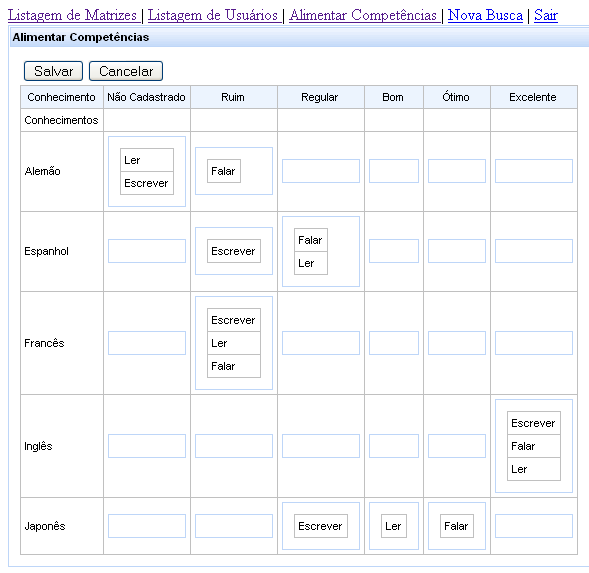 Listagem de Matrizes | Listagem de Usuários | Alimentar Competências | Nova Busca | Sair
Alimentar Competências
Salvar Cancelar
Conhecimento Não Cadastrado Ruim Regular Bom Ótimo Excelente
Conhecimentos
Alemão
Ler
Escrever
Falar
Espanhol
Escrever
Falar
Ler
Francês
Escrever
Ler
Falar
Inglês
Escrever
Falar
Ler
Japonês Escrever Ler Falar